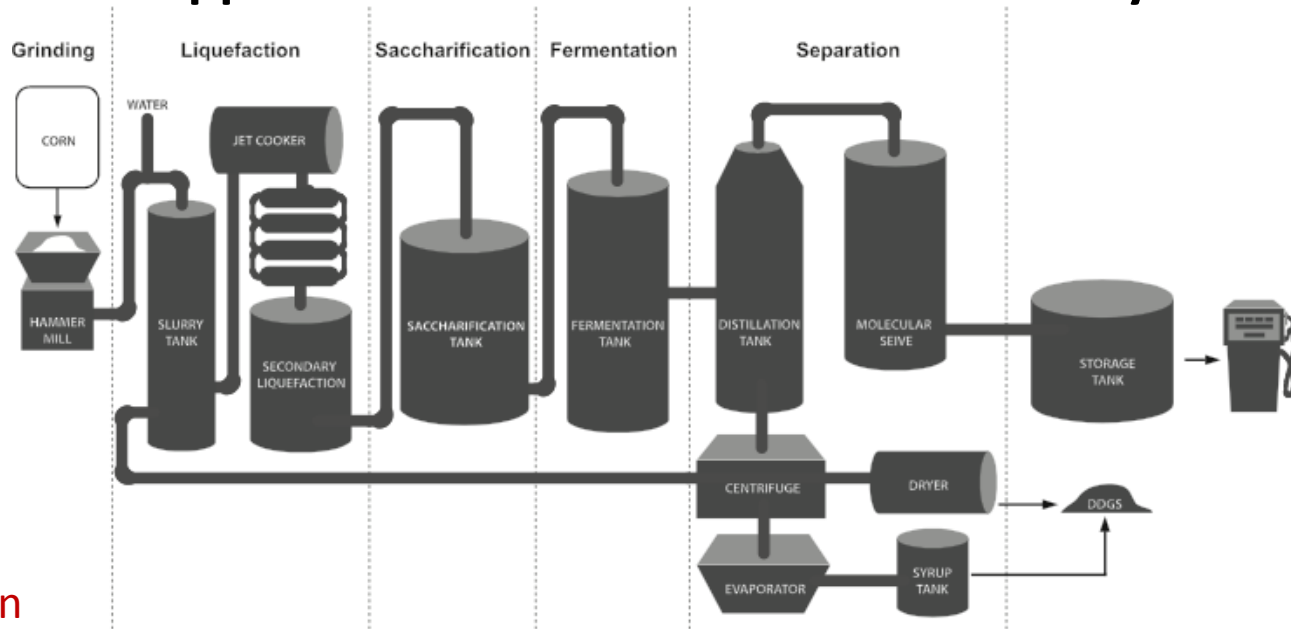 Grinding
Liquefaction
Saccharification
Fermentation
Separation
WATER
CORN
JET COOKER
HAMMER
MILL
SLURRY
TANK
SECONDARY
LIQUEFACTION
SACCHARIFICATION
TANK
FERMENTATION
TANK
DISTILLATION
TANK
MOLECULAR
SEIVE
STORAGE
TANK
CENTRIFUGE
DRYER
DDGS
EVAPORATOR
SYRUP
TANK
n